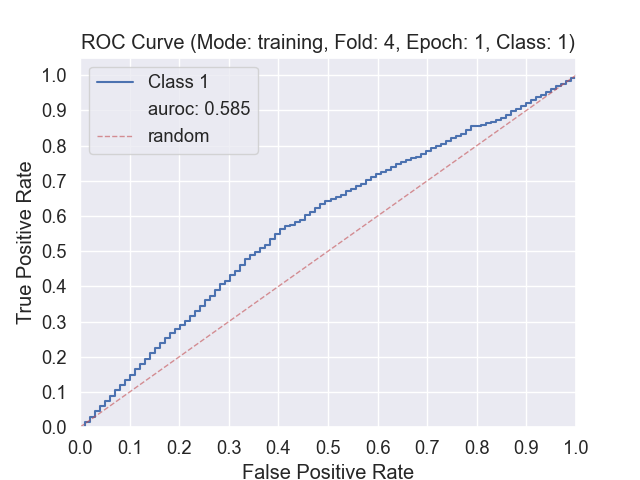 ROC Curve (Mode: training, Fold: 4, Epoch: 1, Class: 1)
Class 1
auroc: 0.585
random
1.0
0.9
0.8
0.7
0.6
0.5
0.4
0.3
0.2
0.1
0.0
True Positive Rate
0.0 0.1 0.2 0.3 0.4 0.5 0.6 0.7 0.8 0.9 1.0
False Positive Rate